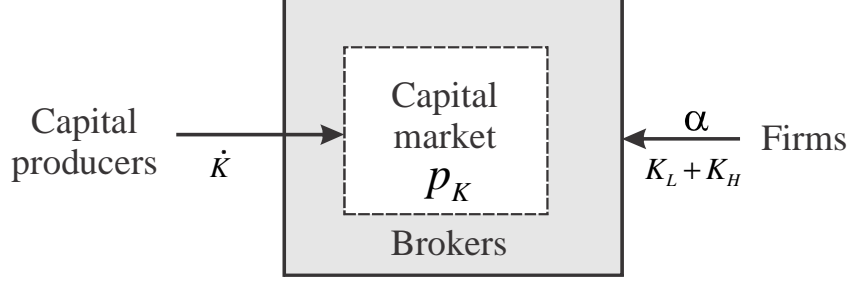 Capital
producers
K̇
Capital
market
p_K
Brokers
α
K_L + K_H
Firms